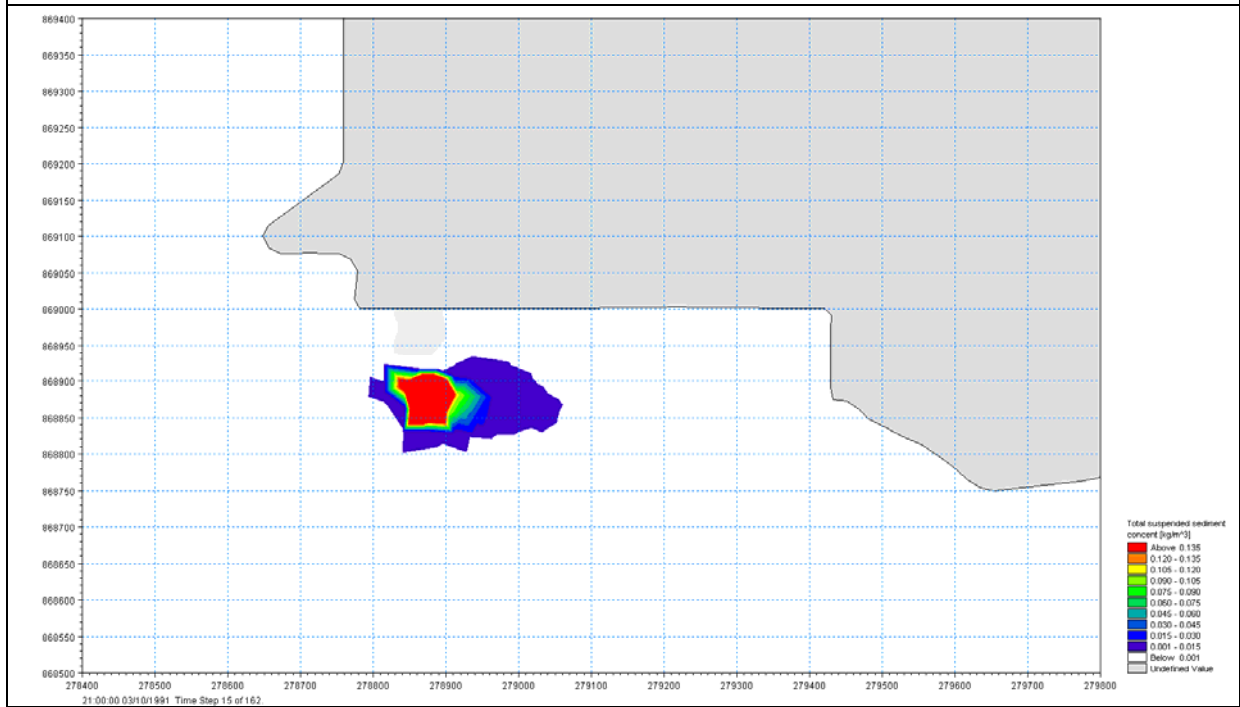 869400
869350
869300
869250
869200
869150
869100
869050
869000
868950
868900
868850
868800
868750
868700
868650
868600
868550
868500
278400 278500 278600 278700 278800 278900 279000 279100 279200 279300 279400 279500 279600 279700 279800
21:00:00 03/10/1991 Time Step 15 of 162.
Total suspended sediment
concent [kg/m^3]
Above 0.135
0.120 - 0.135
0.105 - 0.120
0.090 - 0.105
0.075 - 0.090
0.060 - 0.075
0.045 - 0.060
0.030 - 0.045
0.015 - 0.030
0.001 - 0.015
Below 0.001
Undefined Value